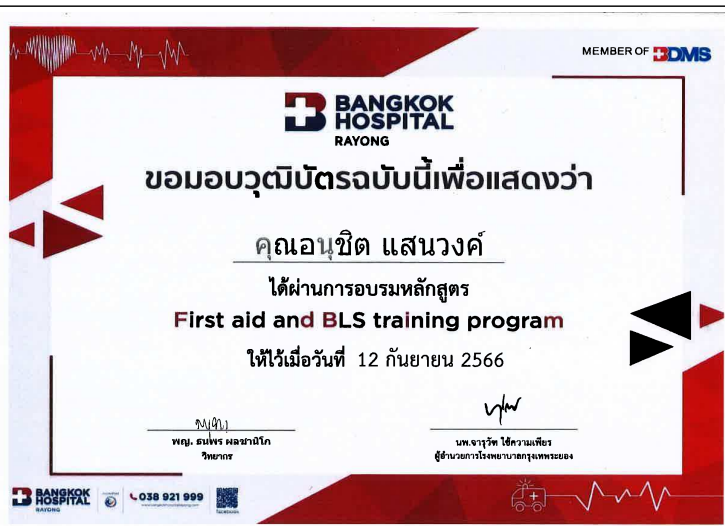 MEMBER OF BDMS
BANGKOK
HOSPITAL
RAYONG
ขอมอบวุฒิบัตรฉบับนี้เพื่อแสดงว่า
คุณอนุชิต แสนวงค์
ได้ผ่านการอบรมหลักสูตร
First aid and BLS training program
ให้ไว้เมื่อวันที่ 12 กันยายน 2566
พญ. ธนพร ผลชานิโก
วิทยากร
นพ.จารุวัฑ ใช้ความเพียร
ผู้อำนวยการโรงพยาบาลกรุงเทพระยอง
BANGKOK
HOSPITAL
RAYONG
038 921 999